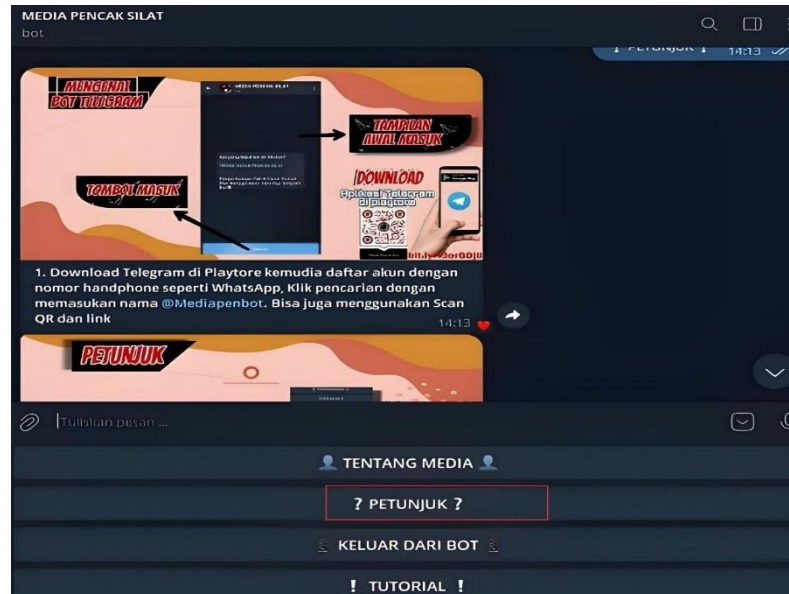 MEDIA PENCAK SILAT
bot
! PETUNJUK !
14:13
MENGENAL
BOT TELEGRAM
TAMPILAN
AWAL MASUK
TOMBOL MASUK
DOWNLOAD
Aplikasi Telegram
di playstore
1. Download Telegram di Playtore kemudia daftar akun dengan
nomor handphone seperti WhatsApp, Klik pencarian dengan
memasukan nama @Mediapenbot. Bisa juga menggunakan Scan
QR dan link
14:13
PETUNJUK
Tuliskan pesan ...
TENTANG MEDIA
? PETUNJUK ?
KELUAR DARI BOT
! TUTORIAL !